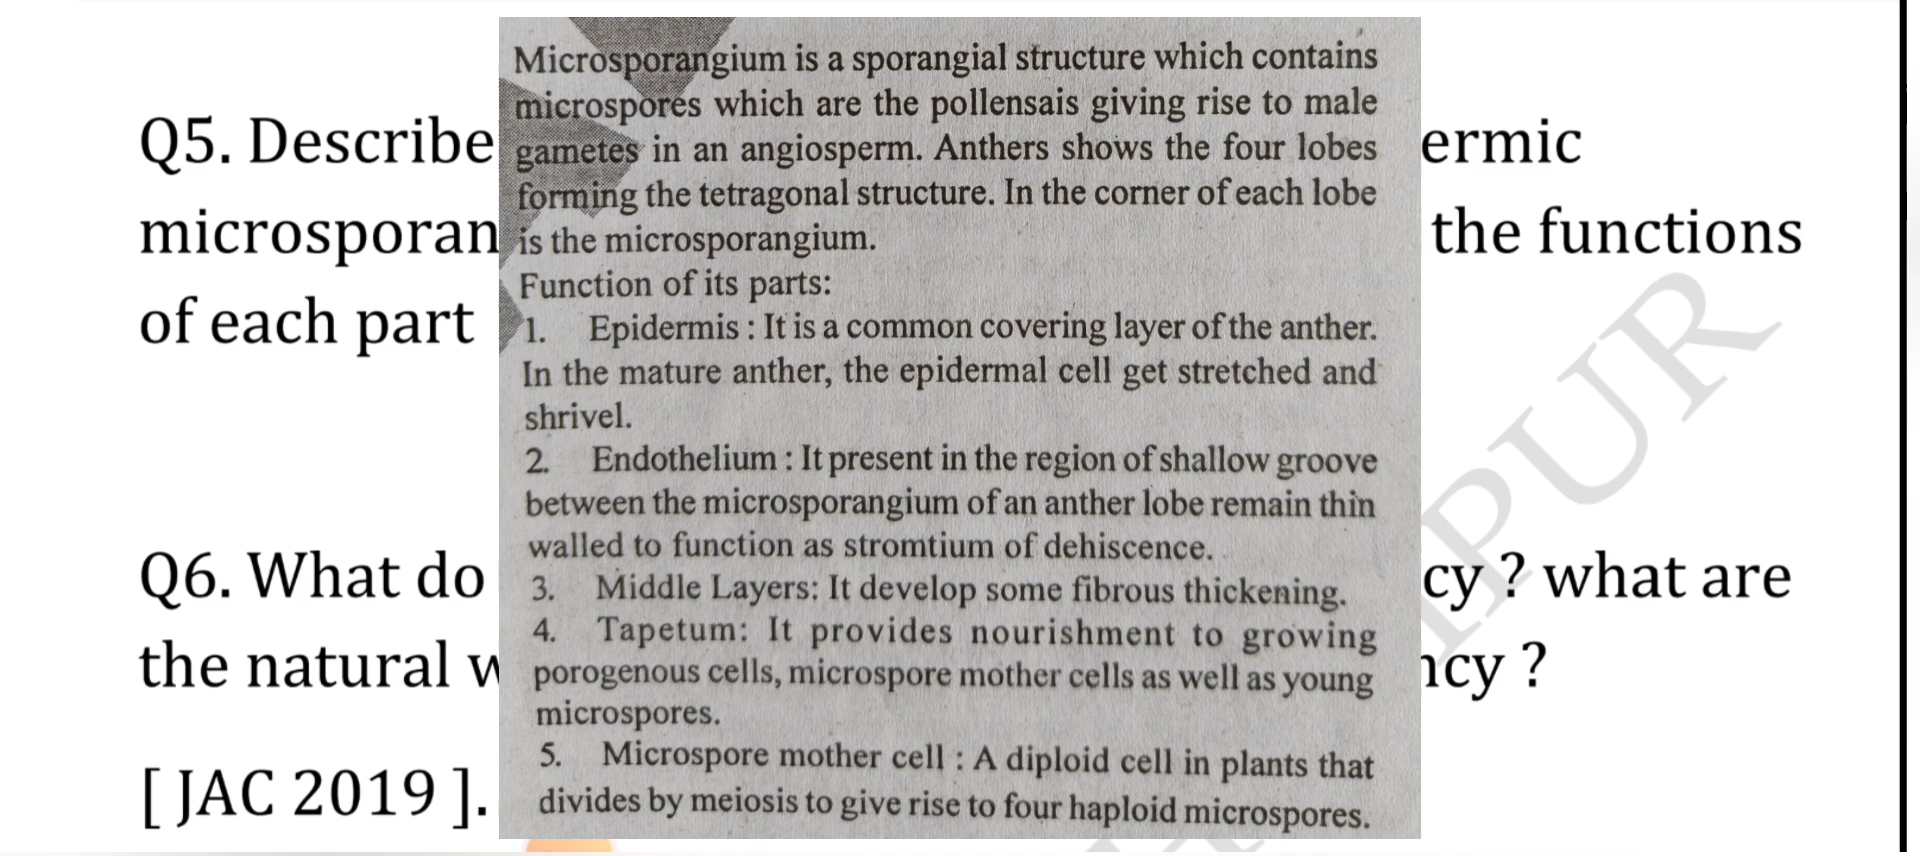 Q5. Describe
ermic
microsporan
the functions
of each part
Q6. What do
cy ? what are
the natural w
ncy ?
[ JAC 2019 ].
Microsporangium is a sporangial structure which contains
microspores which are the pollensais giving rise to male
gametes in an angiosperm. Anthers shows the four lobes
forming the tetragonal structure. In the corner of each lobe
is the microsporangium.
Function of its parts:
1. Epidermis : It is a common covering layer of the anther.
In the mature anther, the epidermal cell get stretched and
shrivel.
2. Endothelium : It present in the region of shallow groove
between the microsporangium of an anther lobe remain thin
walled to function as stromtium of dehiscence.
3. Middle Layers: It develop some fibrous thickening.
4. Tapetum: It provides nourishment to growing
porogenous cells, microspore mother cells as well as young
microspores.
5. Microspore mother cell : A diploid cell in plants that
divides by meiosis to give rise to four haploid microspores.
MPUR